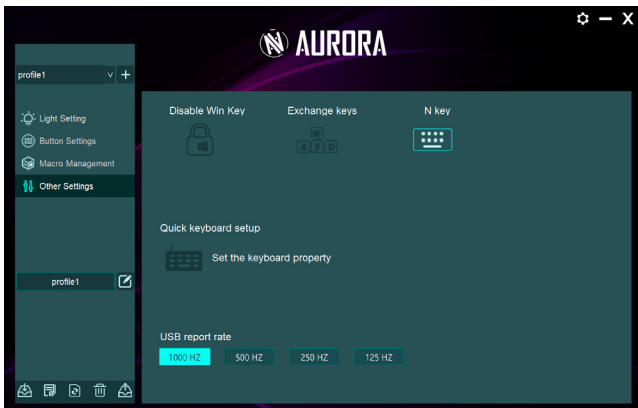 AURORA
profile1
Light Setting
Button Settings
Macro Management
Other Settings
profile1
Disable Win Key
Exchange keys
N key
W
A S D
Quick keyboard setup
Set the keyboard property
USB report rate
1000 HZ
500 HZ
250 HZ
125 HZ